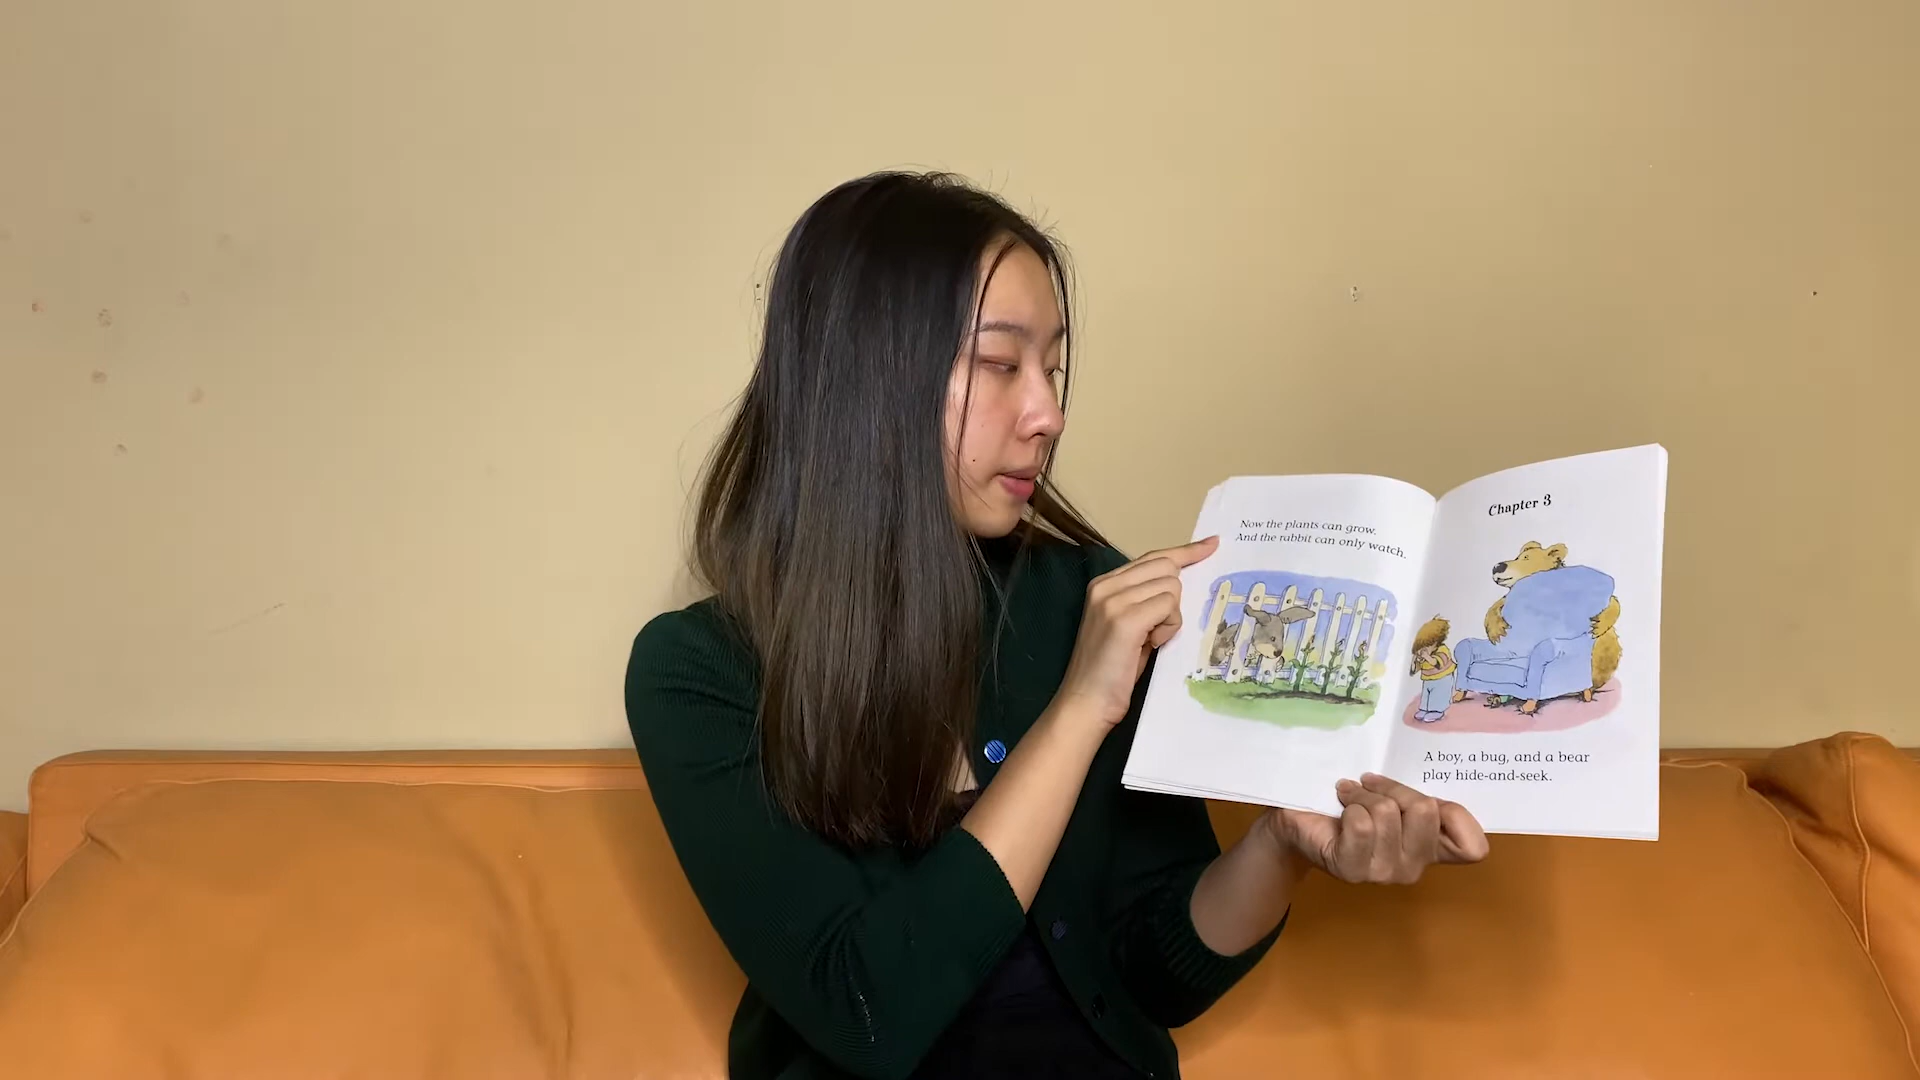 Now the plants can grow.
And the rabbit can only watch.
Chapter 3
A boy, a bug, and a bear
play hide-and-seek.